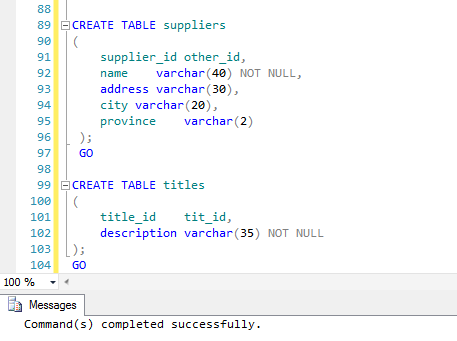 88
89 CREATE TABLE suppliers
90 (
91 supplier_id other_id,
92 name varchar(40) NOT NULL,
93 address varchar(30),
94 city varchar(20),
95 province varchar(2)
96 );
97 GO
98
99 CREATE TABLE titles
100 (
101 title_id tit_id,
102 description varchar(35) NOT NULL
103 );
104 GO
100 %
Messages
Command(s) completed successfully.